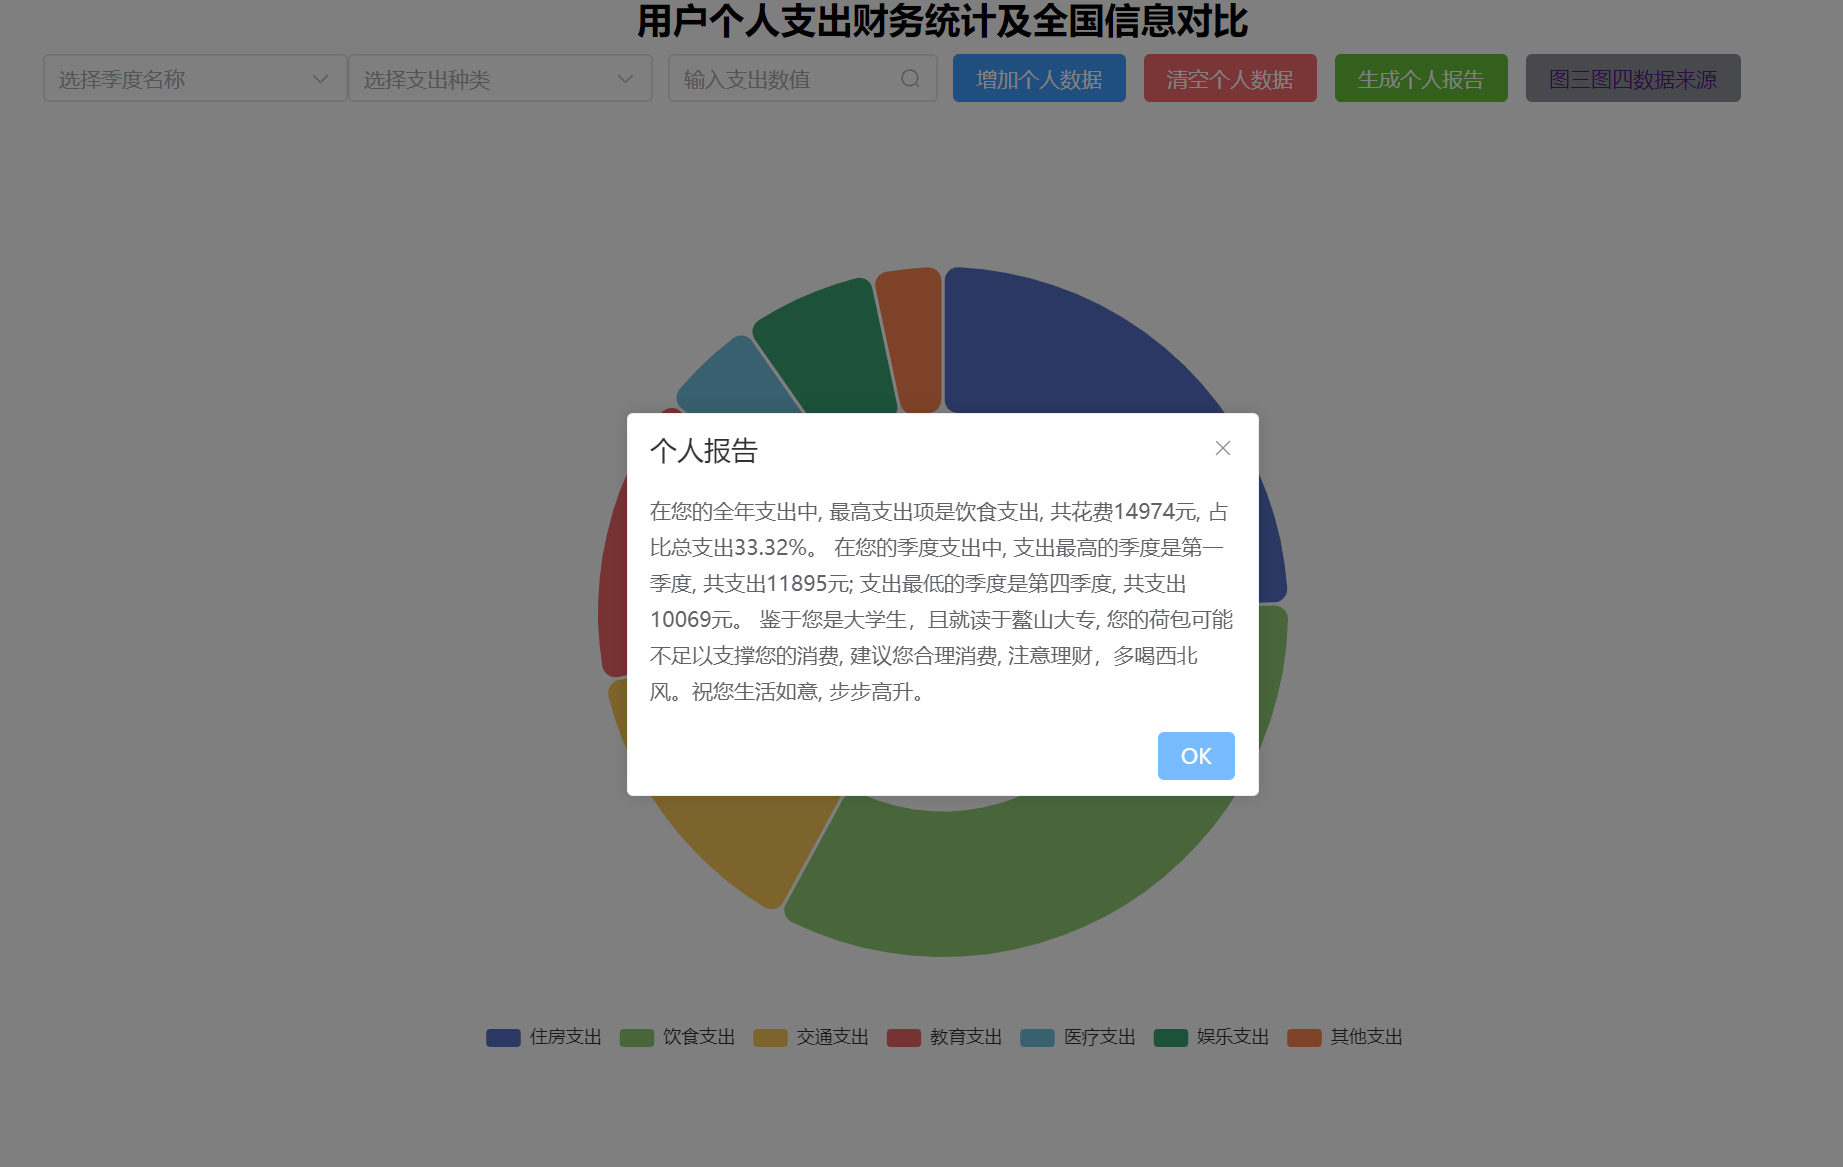 用户个人支出财务统计及全国信息对比
选择季度名称 选择支出种类 输入支出数值 增加个人数据 清空个人数据 生成个人报告 图三图四数据来源
个人报告
在您的全年支出中, 最高支出项是饮食支出, 共花费14974元, 占
比总支出33.32%。 在您的季度支出中, 支出最高的季度是第一
季度, 共支出11895元; 支出最低的季度是第四季度, 共支出
10069元。 鉴于您是大学生，且就读于鳌山大专, 您的荷包可能
不足以支撑您的消费, 建议您合理消费, 注意理财，多喝西北
风。祝您生活如意, 步步高升。
OK
住房支出 饮食支出 交通支出 教育支出 医疗支出 娱乐支出 其他支出